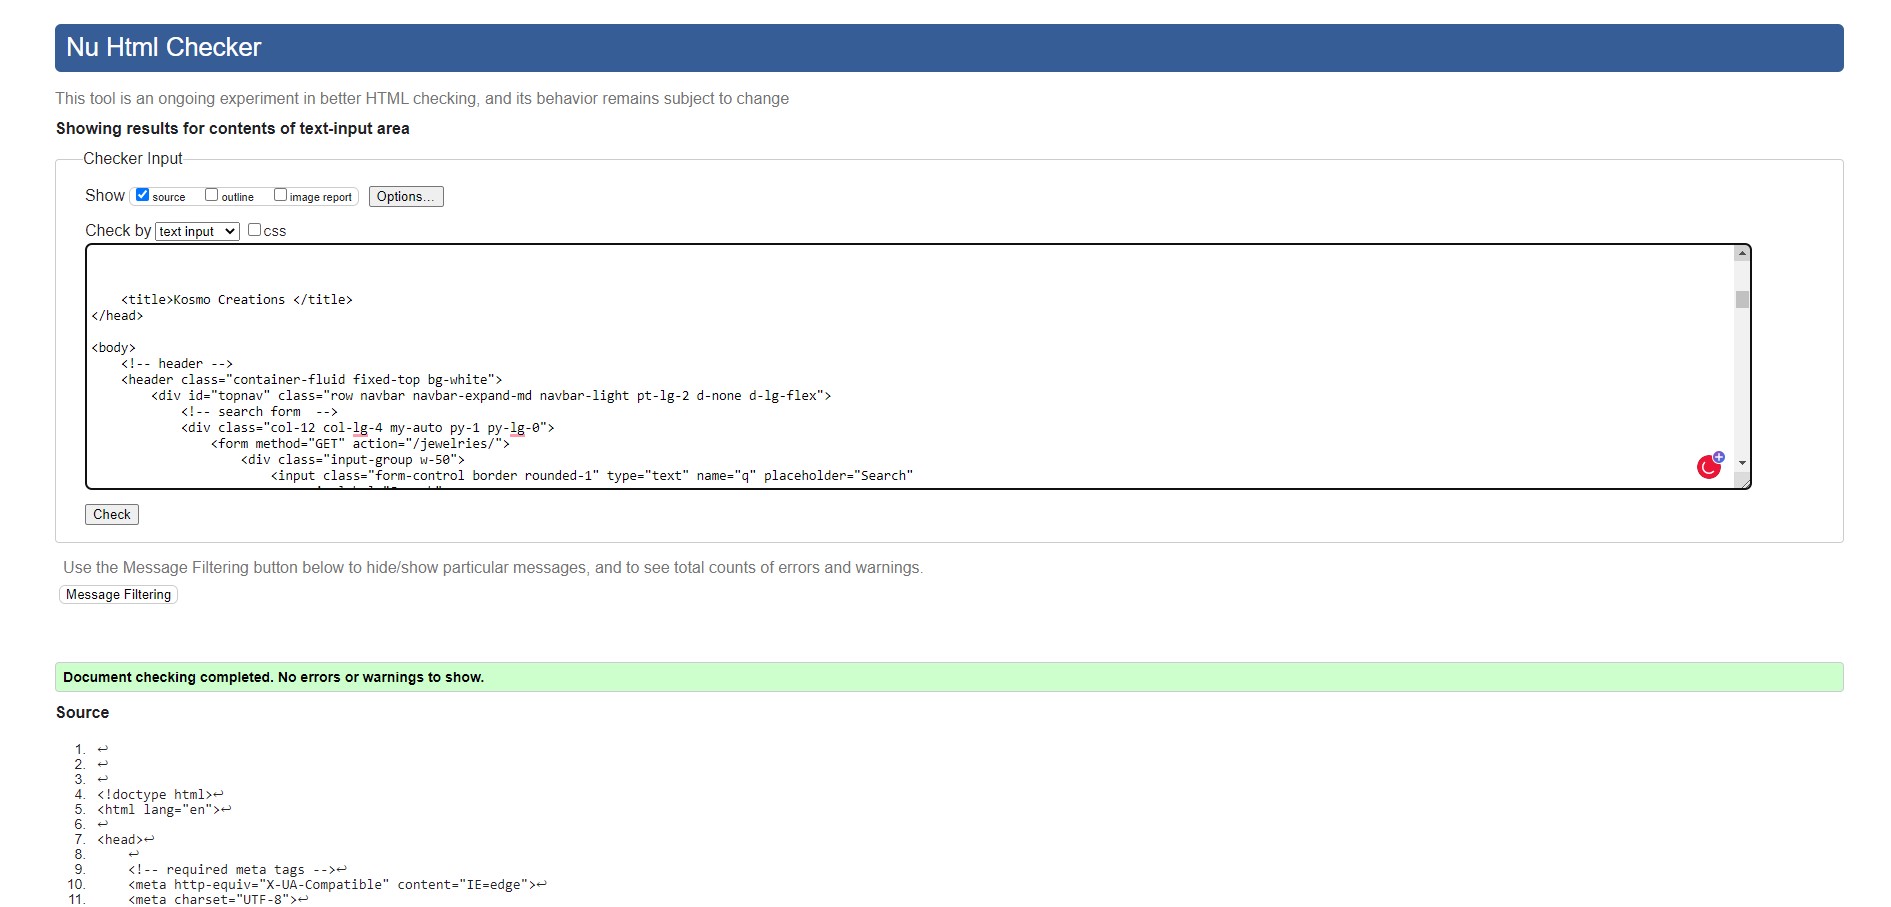 Nu Html Checker
This tool is an ongoing experiment in better HTML checking, and its behavior remains subject to change
Showing results for contents of text-input area
Checker Input
Show source outline image report Options...
Check by text input css
<title>Kosmo Creations </title>
</head>
<body>
<!-- header -->
<header class="container-fluid fixed-top bg-white">
<div id="topnav" class="row navbar navbar-expand-md navbar-light pt-lg-2 d-none d-lg-flex">
<!-- search form  -->
<div class="col-12 col-lg-4 my-auto py-1 py-lg-0">
<form method="GET" action="/jewelries/">
<div class="input-group w-50">
<input class="form-control border rounded-1" type="text" name="q" placeholder="Search"
Check
Use the Message Filtering button below to hide/show particular messages, and to see total counts of errors and warnings.
Message Filtering
Document checking completed. No errors or warnings to show.
Source
1. ↩
2. ↩
3. ↩
4. <!doctype html>↩
5. <html lang="en">↩
6. ↩
7. <head>↩
8. ↩
9. <!-- required meta tags -->↩
10. <meta http-equiv="X-UA-Compatible" content="IE=edge">↩
11. <meta charset="UTF-8">↩